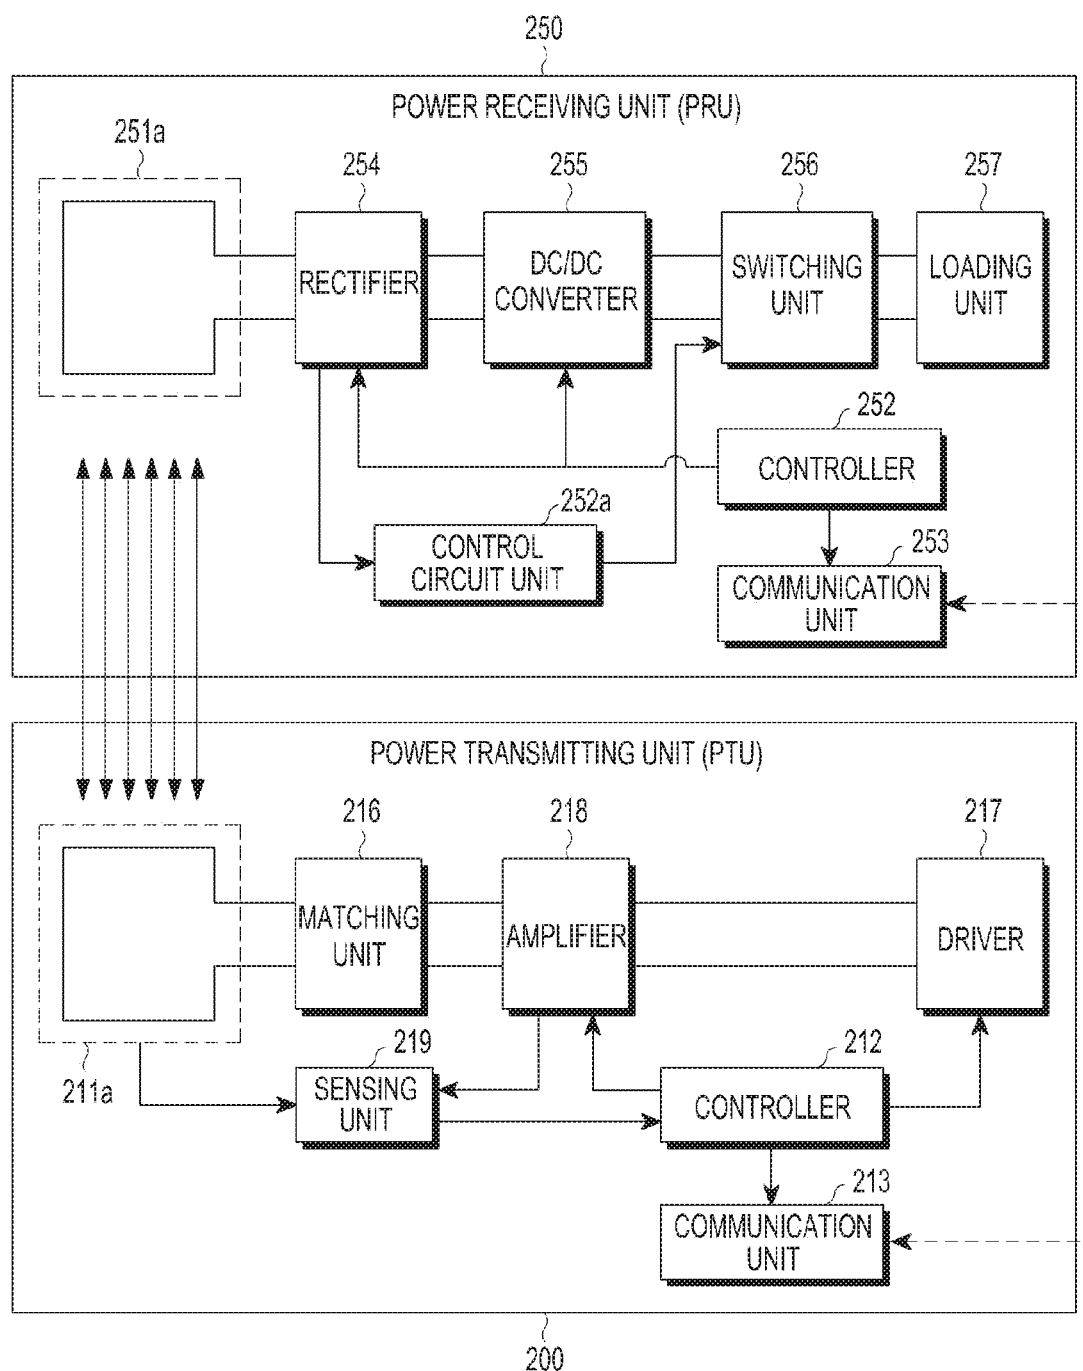 250
POWER RECEIVING UNIT (PRU)
251a
254
255
256
257
RECTIFIER
DC/DC
CONVERTER
SWITCHING
UNIT
LOADING
UNIT
252
CONTROLLER
252a
CONTROL
CIRCUIT UNIT
253
COMMUNICATION
UNIT
POWER TRANSMITTING UNIT (PTU)
216
218
217
MATCHING
UNIT
AMPLIFIER
DRIVER
211a
219
SENSING
UNIT
212
CONTROLLER
213
COMMUNICATION
UNIT
200